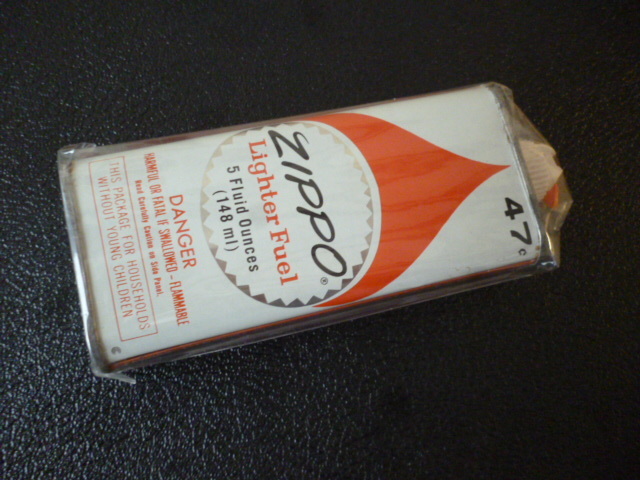 47c
ZIPPO®
Lighter Fuel
5 Fluid Ounces
(148 ml)
DANGER
HARMFUL OR FATAL IF SWALLOWED - FLAMMABLE
Read Carefully Caution on Side Panel.
THIS PACKAGE FOR HOUSEHOLDS
WITHOUT YOUNG CHILDREN